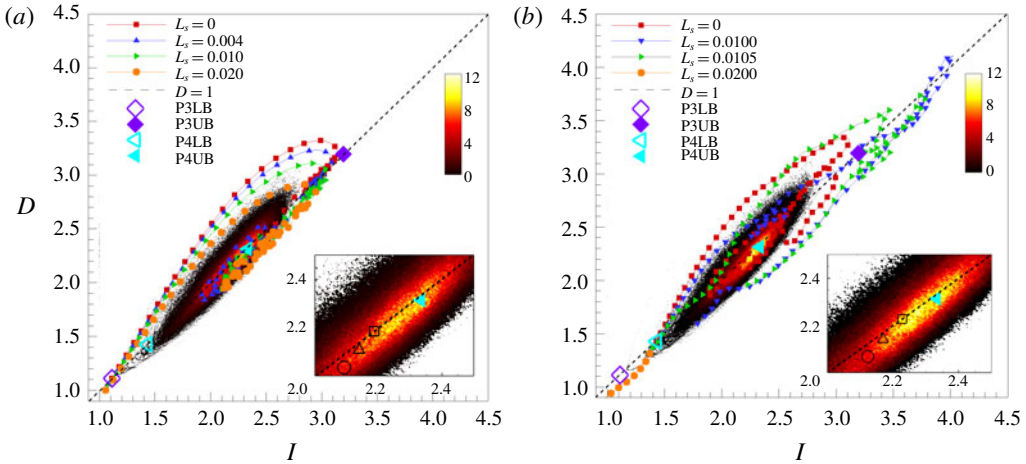 (a)
D
4.5
4.0
3.5
3.0
2.5
2.0
1.5
1.0
L_s = 0
L_s = 0.004
L_s = 0.010
L_s = 0.020
D = 1
P3LB
P3UB
P4LB
P4UB
12
8
4
0
2.4
2.2
2.0
2.2
2.4
1.0 1.5 2.0 2.5 3.0 3.5 4.0 4.5
I
(b)
4.5
4.0
3.5
3.0
2.5
2.0
1.5
1.0
L_s = 0
L_s = 0.0100
L_s = 0.0105
L_s = 0.0200
D = 1
P3LB
P3UB
P4LB
P4UB
12
8
4
0
2.4
2.2
2.0
2.2
2.4
1.0 1.5 2.0 2.5 3.0 3.5 4.0 4.5
I